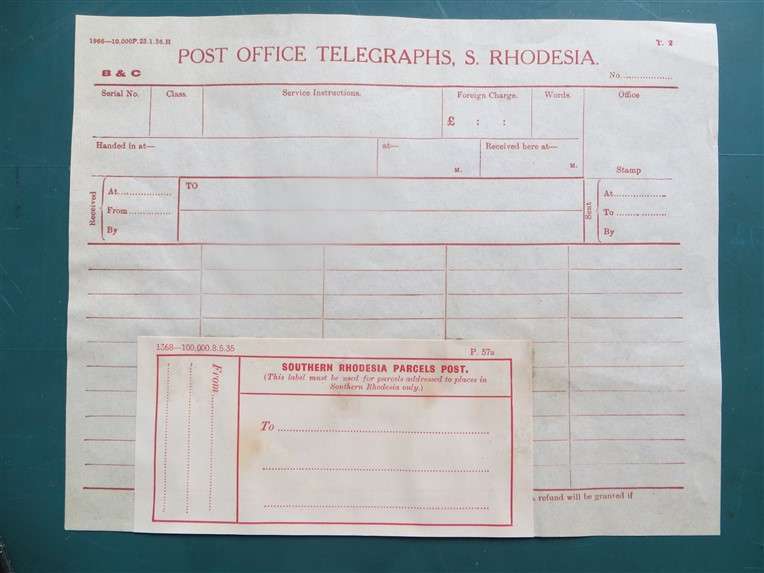 1966—10,000P.23.1.36.H
T. 2
POST OFFICE TELEGRAPHS, S. RHODESIA.
B & C
No...................
Serial No. Class. Service Instructions. Foreign Charge. Words. Office
£ : :
Handed in at— at— Received here at—
M. M.
Stamp
Received
At
From
By
TO
Sent
At
To
By
1368—100,000.8.5.35
P. 57a
From
SOUTHERN RHODESIA PARCELS POST.
(This label must be used for parcels addressed to places in
Southern Rhodesia only.)
To
refund will be granted if